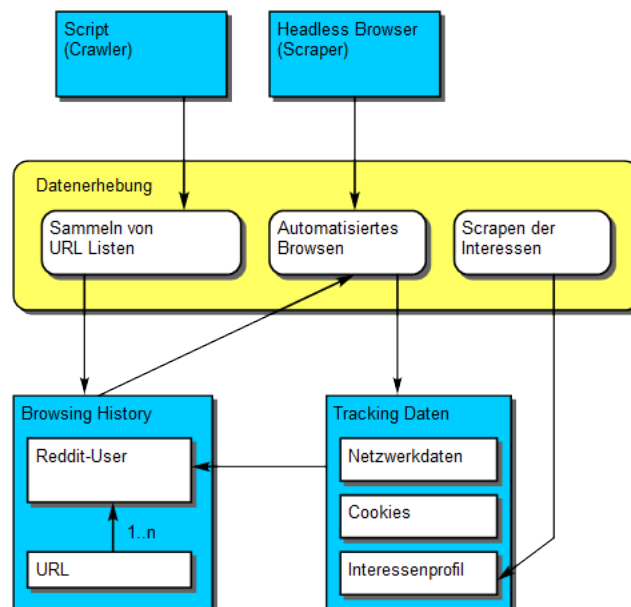 Script
(Crawler)
Headless Browser
(Scraper)
Datenerhebung
Sammeln von
URL Listen
Automatisiertes
Browsen
Scrapen der
Interessen
Browsing History
Reddit-User
1..n
URL
Tracking Daten
Netzwerkdaten
Cookies
Interessenprofil